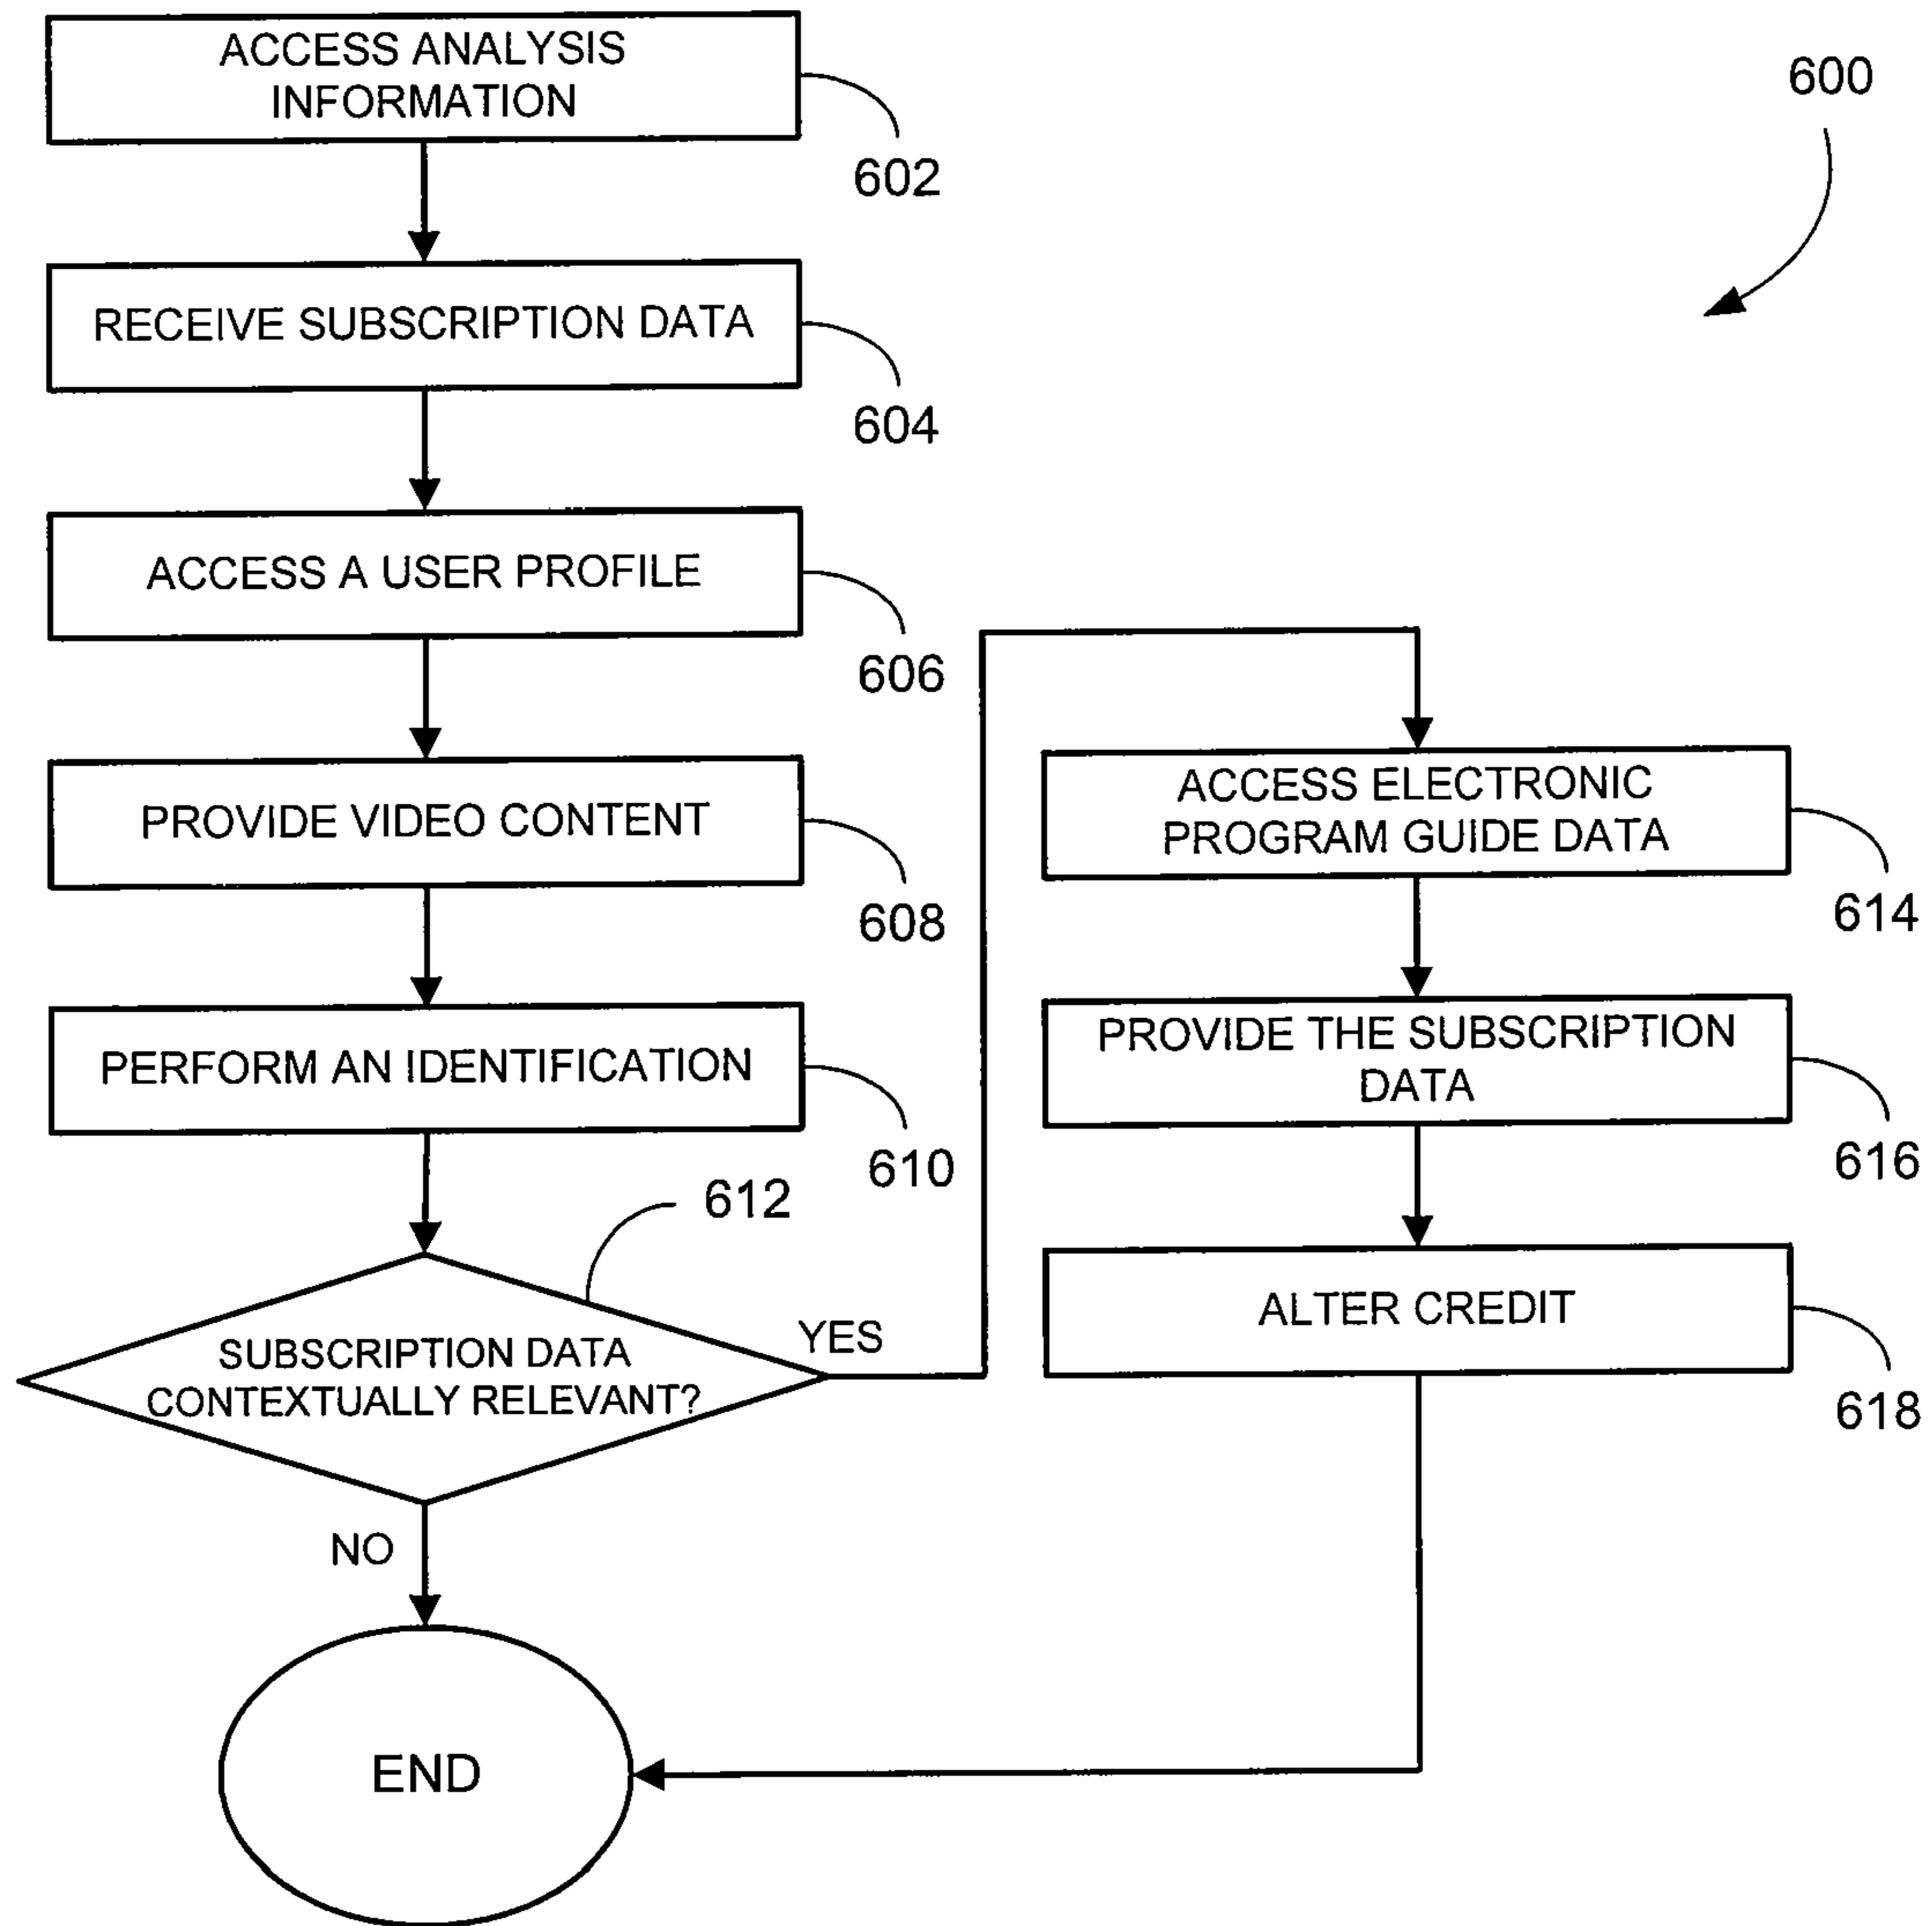 ACCESS ANALYSIS
INFORMATION
602
600
RECEIVE SUBSCRIPTION DATA
604
ACCESS A USER PROFILE
606
PROVIDE VIDEO CONTENT
608
PERFORM AN IDENTIFICATION
610
612
SUBSCRIPTION DATA
CONTEXTUALLY RELEVANT?
YES
NO
ACCESS ELECTRONIC
PROGRAM GUIDE DATA
614
PROVIDE THE SUBSCRIPTION
DATA
616
ALTER CREDIT
618
END